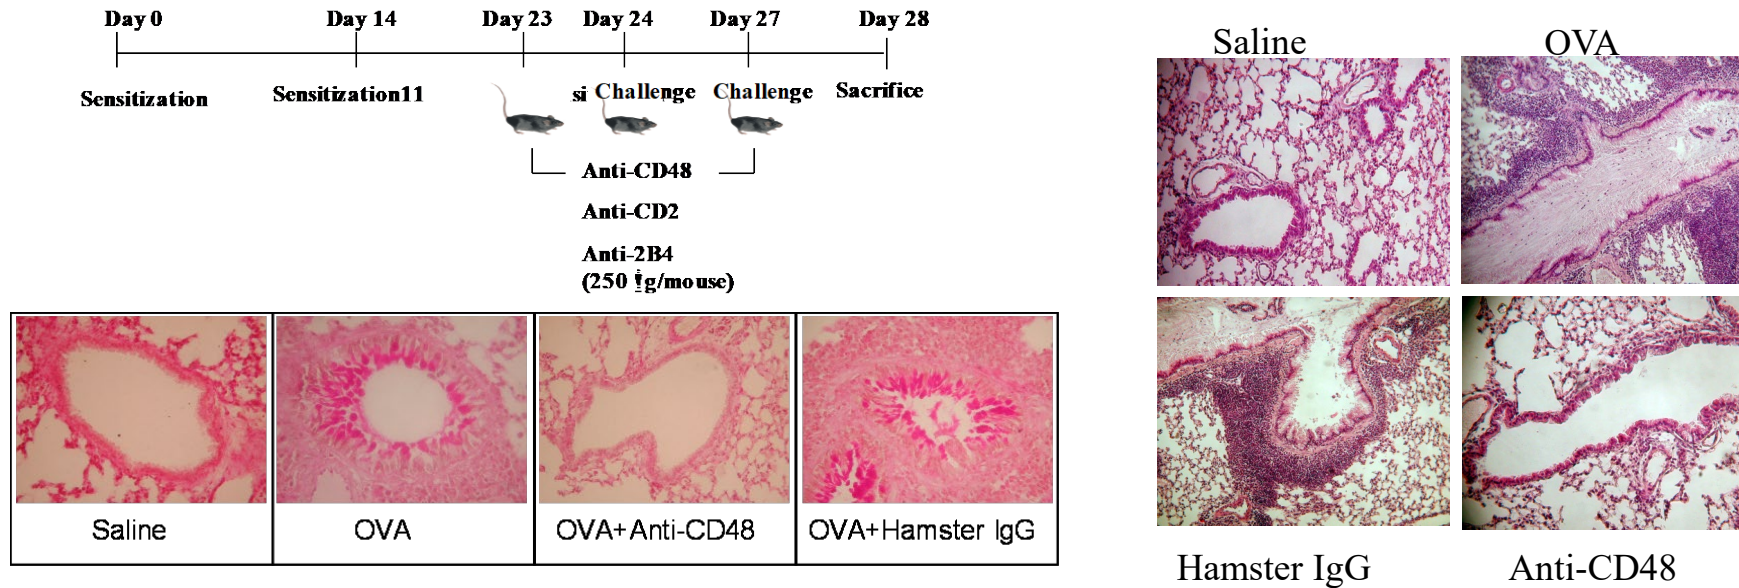 Day 0 Day 14 Day 23 Day 24 Day 27 Day 28
Sensitization Sensitization11 si Challenge Challenge Sacrifice
Anti-CD48
Anti-CD2
Anti-2B4
(250 g/mouse)
Saline OVA OVA+Anti-CD48 OVA+Hamster IgG
Saline OVA
Hamster IgG Anti-CD48